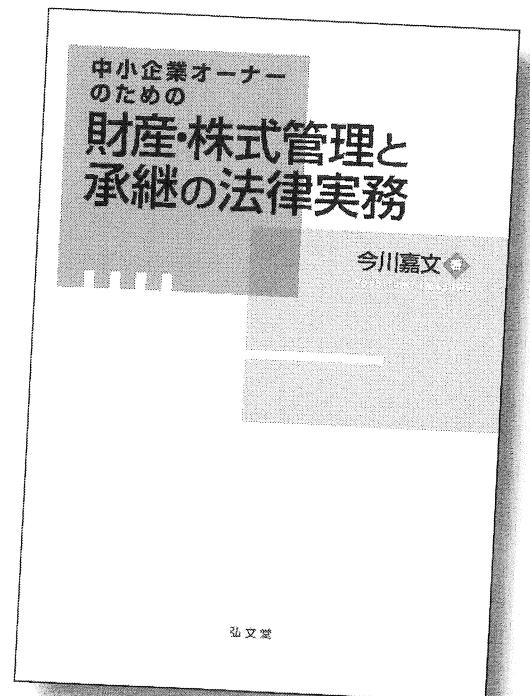 中小企業オーナー
のための
財産・株式管理と
承継の法律実務
今川嘉文 著
弘文堂